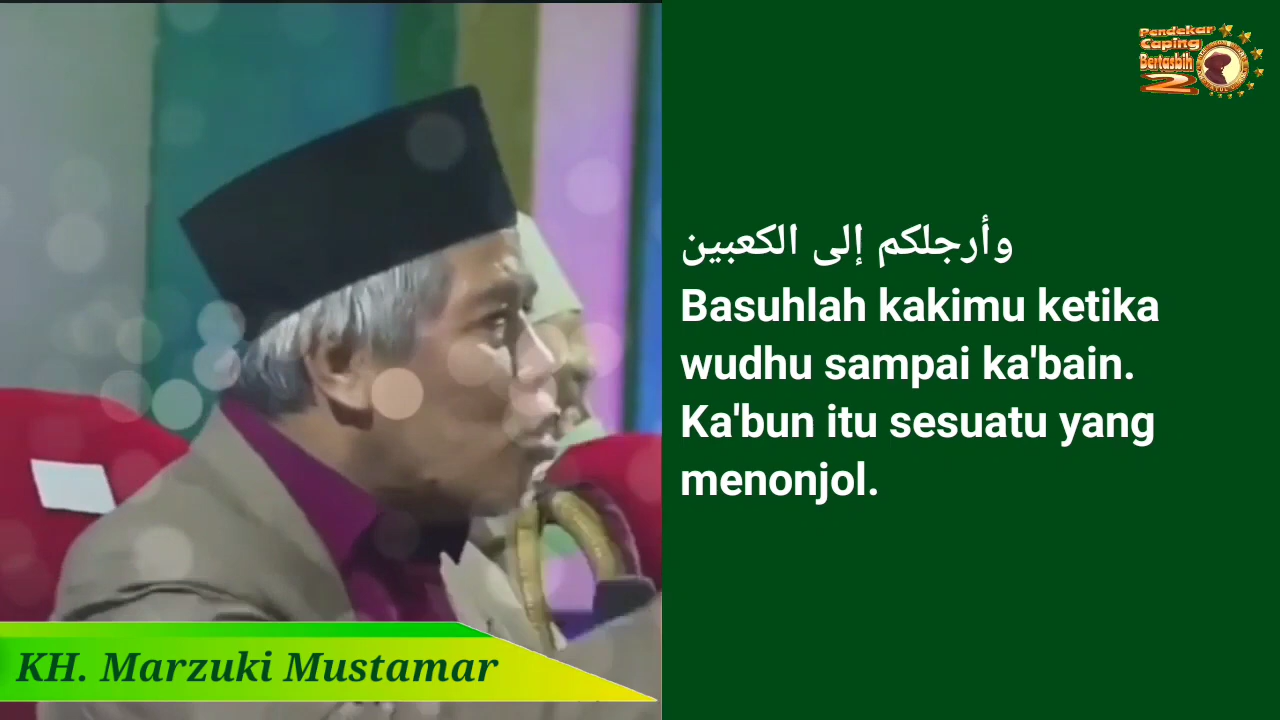 Pendekar
Caping
Bertasbih
2
وأرجلكم إلى الكعبين
Basuhlah kakimu ketika
wudhu sampai ka'bain.
Ka'bun itu sesuatu yang
menonjol.
KH. Marzuki Mustamar